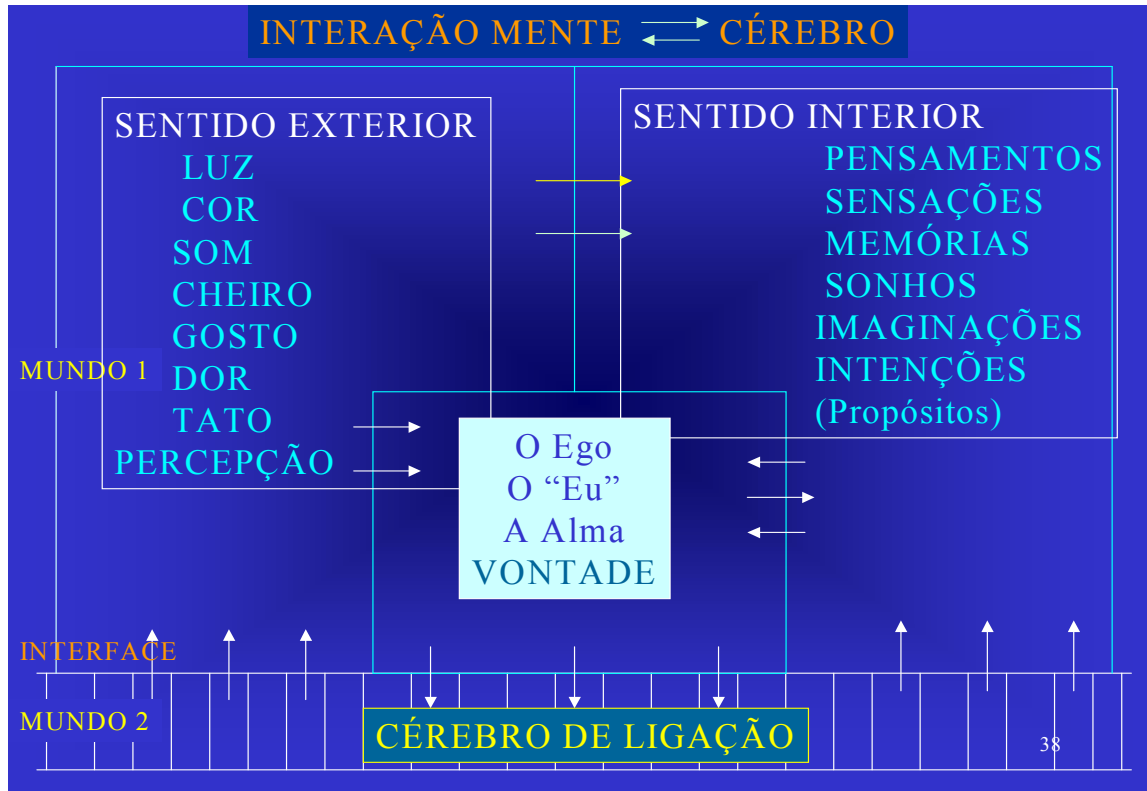 INTERAÇÃO MENTE CÉREBRO
SENTIDO EXTERIOR
LUZ
COR
SOM
CHEIRO
GOSTO
DOR
TATO
PERCEPÇÃO
SENTIDO INTERIOR
PENSAMENTOS
SENSAÇÕES
MEMÓRIAS
SONHOS
IMAGINAÇÕES
INTENÇÕES
(Propósitos)
MUNDO 1
O Ego
O “Eu”
A Alma
VONTADE
INTERFACE
MUNDO 2
CÉREBRO DE LIGAÇÃO
38